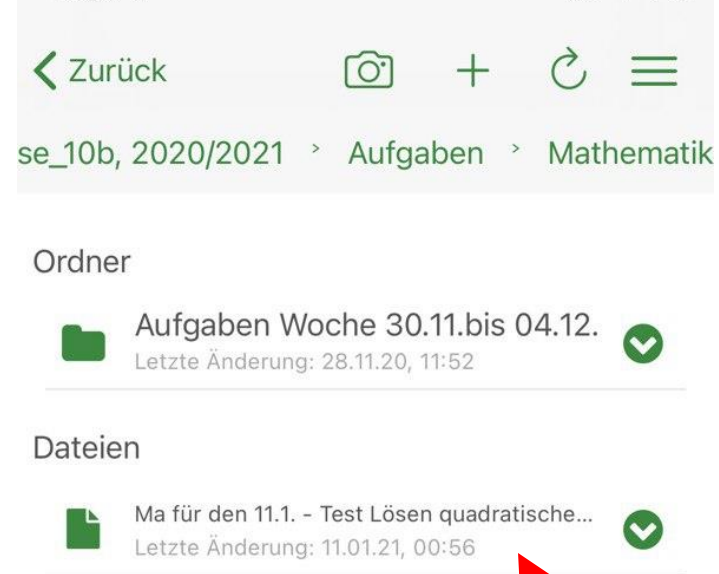 Zurück
se_10b, 2020/2021 > Aufgaben > Mathematik
Ordner
Aufgaben Woche 30.11.bis 04.12.
Letzte Änderung: 28.11.20, 11:52
Dateien
Ma für den 11.1. - Test Lösen quadratische...
Letzte Änderung: 11.01.21, 00:56